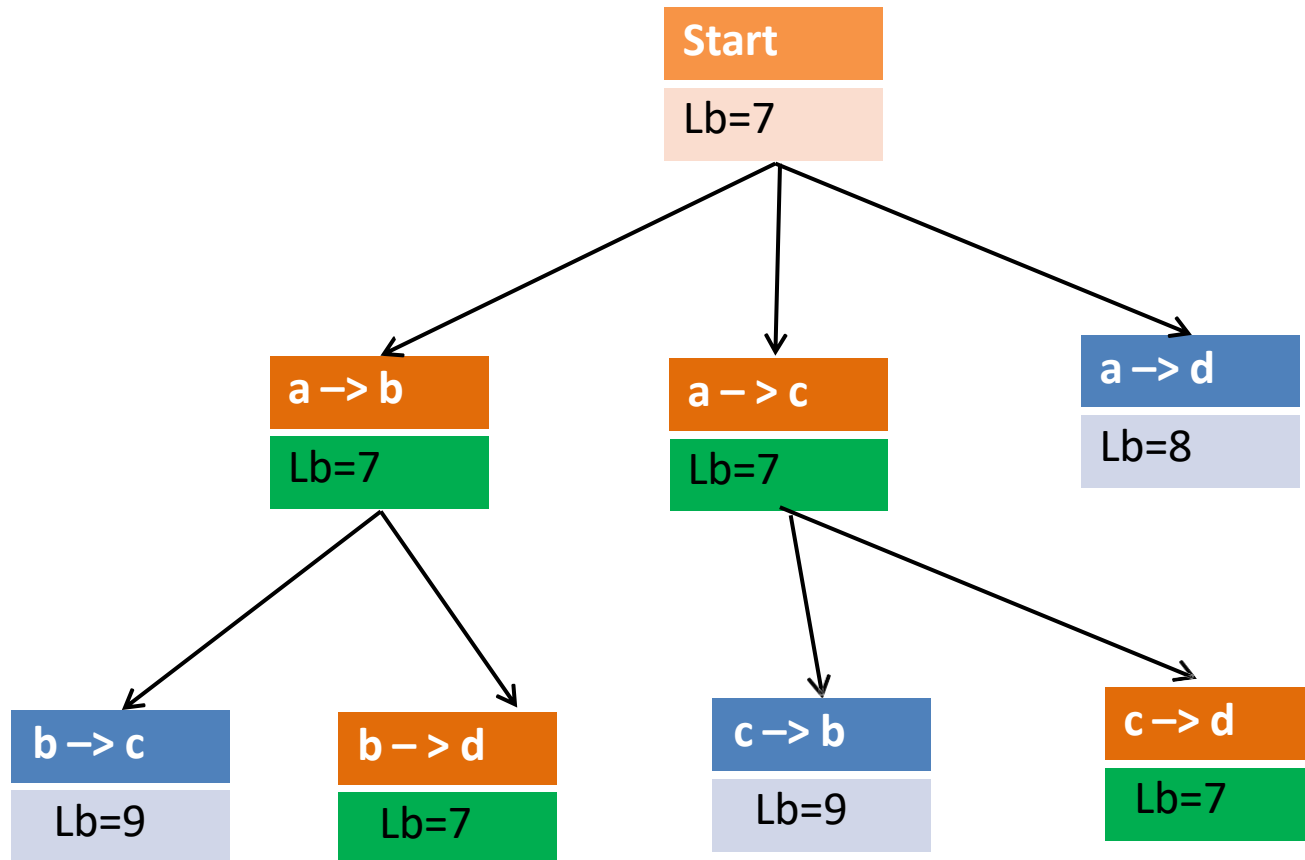 Start
Lb=7
a –> b
Lb=7
a – > c
Lb=7
a –> d
Lb=8
b –> c
Lb=9
b – > d
Lb=7
c –> b
Lb=9
c –> d
Lb=7